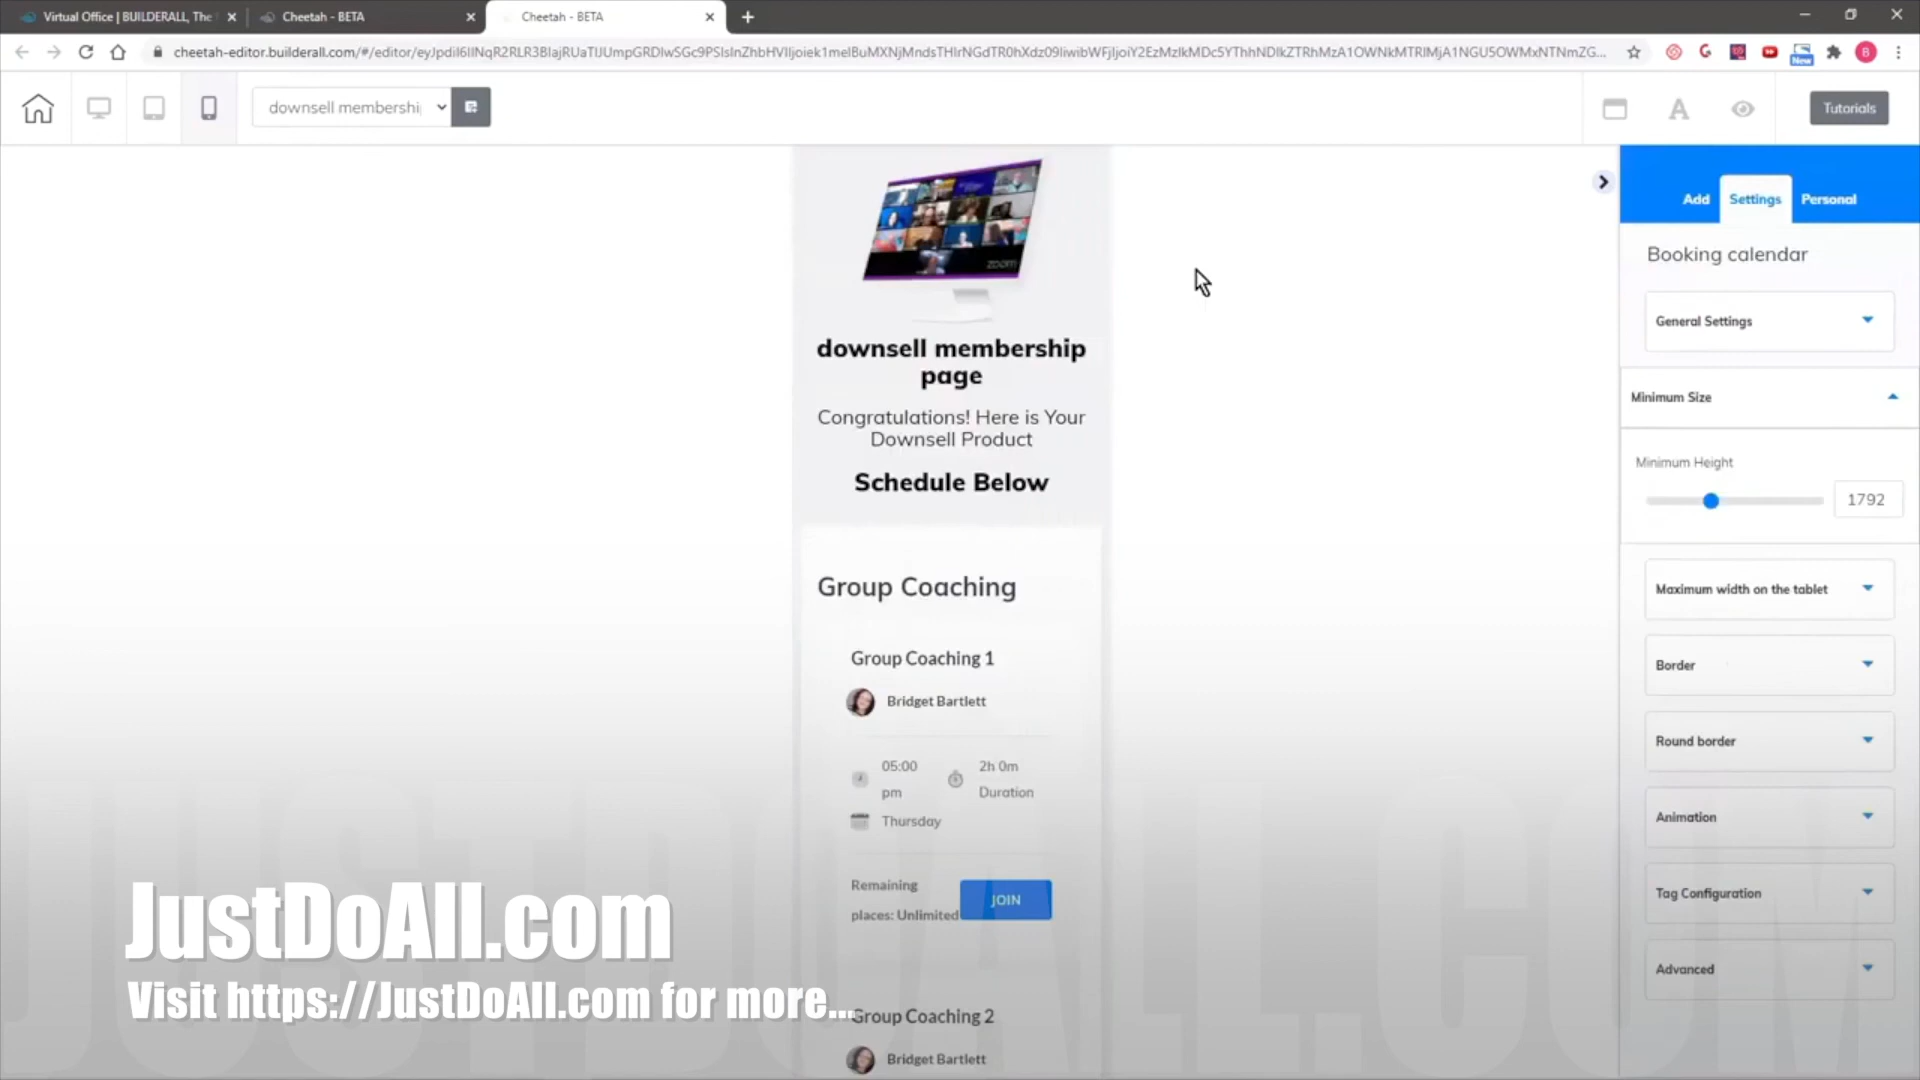 Virtual Office | BUILDERALL, The
Cheetah - BETA
Cheetah - BETA
New
B
downsell membershi
Tutorials
zoom
downsell membership
page
Congratulations! Here is Your
Downsell Product
Schedule Below
Group Coaching
Group Coaching 1
Bridget Bartlett
05:00
pm
2h 0m
Duration
Thursday
Remaining
places: Unlimited
JOIN
Group Coaching 2
Bridget Bartlett
Add
Settings
Personal
Booking calendar
General Settings
Minimum Size
Minimum Height
1792
Maximum width on the tablet
Border
Round border
Animation
Tag Configuration
Advanced
JustDoAll.com
Visit https://JustDoAll.com for more...
JUSTDOALL.COM